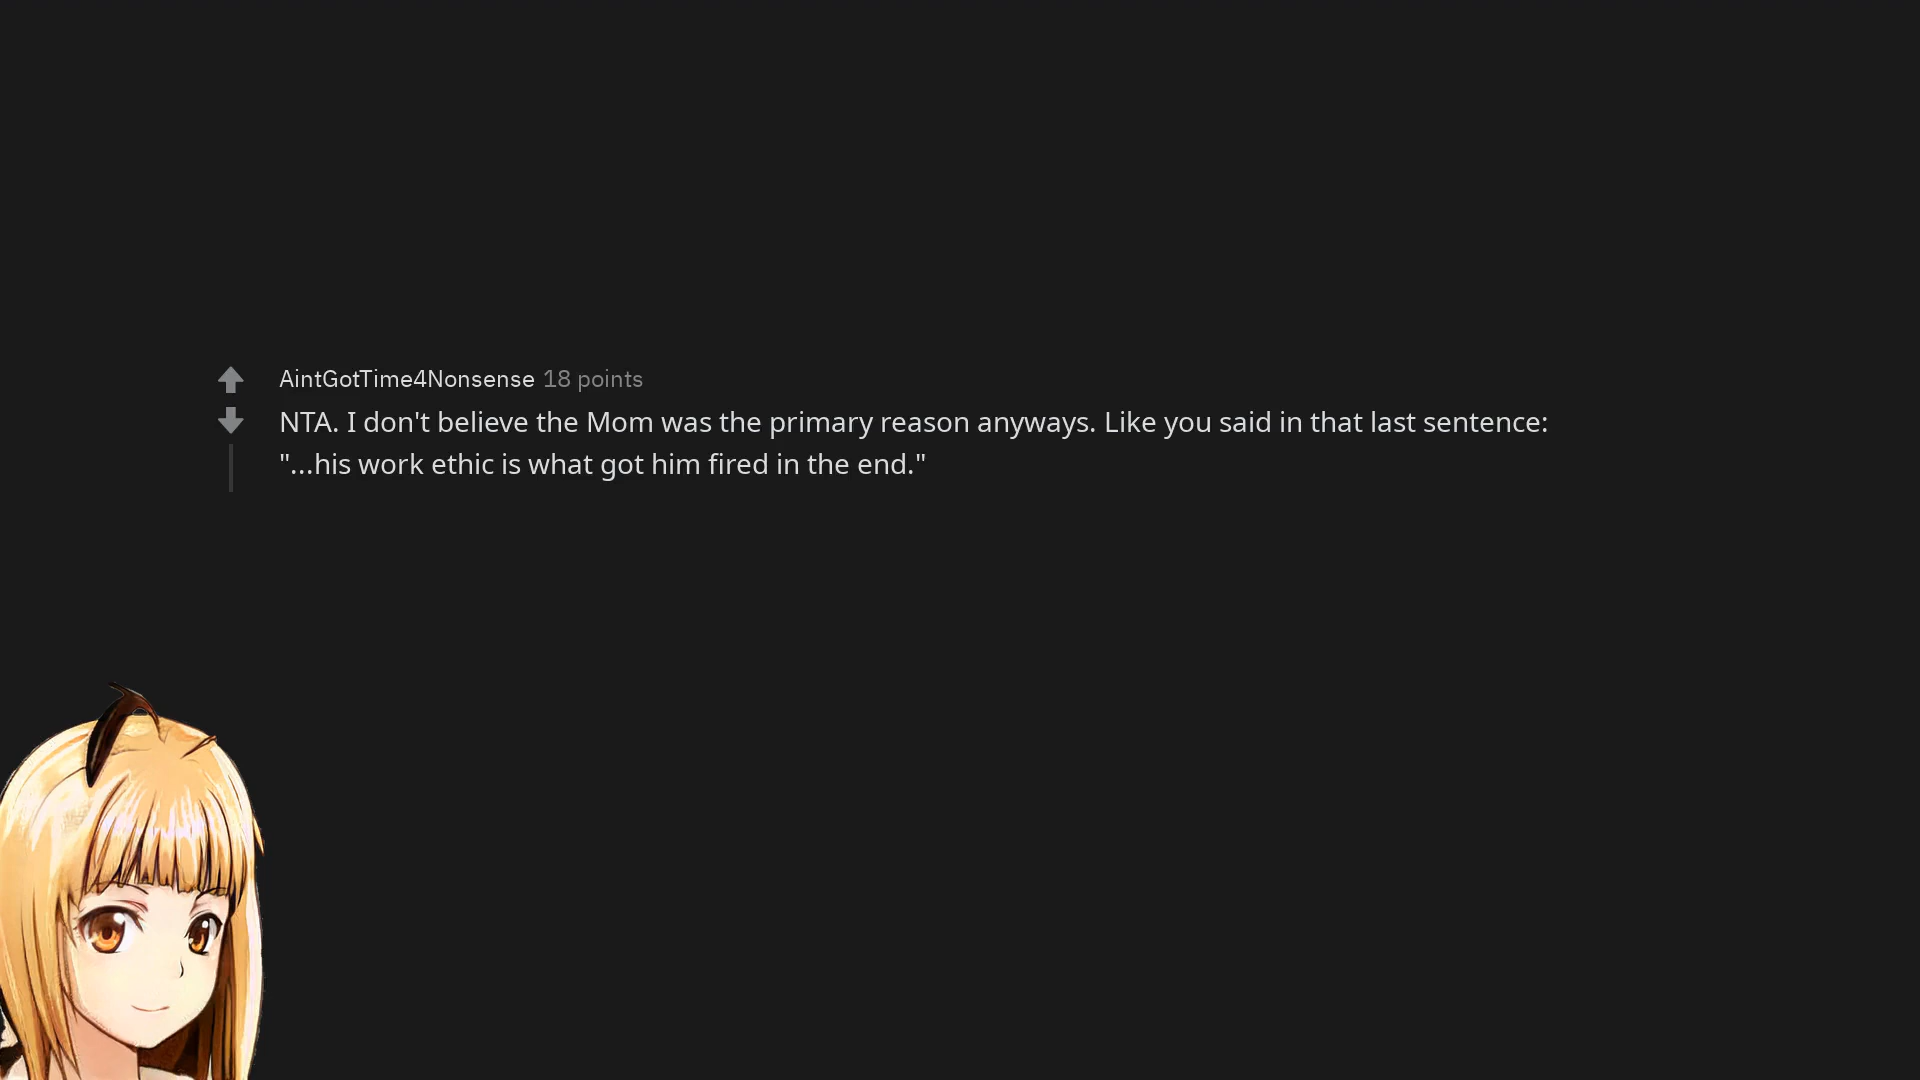 AintGotTime4Nonsense 18 points
NTA. I don't believe the Mom was the primary reason anyways. Like you said in that last sentence:
"...his work ethic is what got him fired in the end."